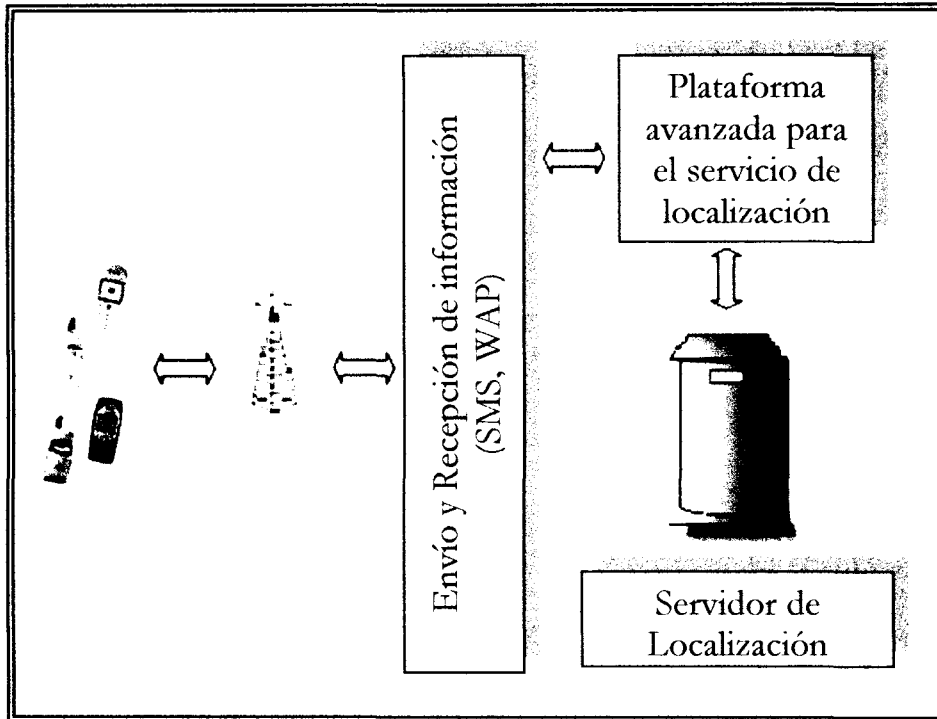 Envío y Recepción de información
(SMS, WAP)
Plataforma
avanzada para
el servicio de
localización
Servidor de
Localización